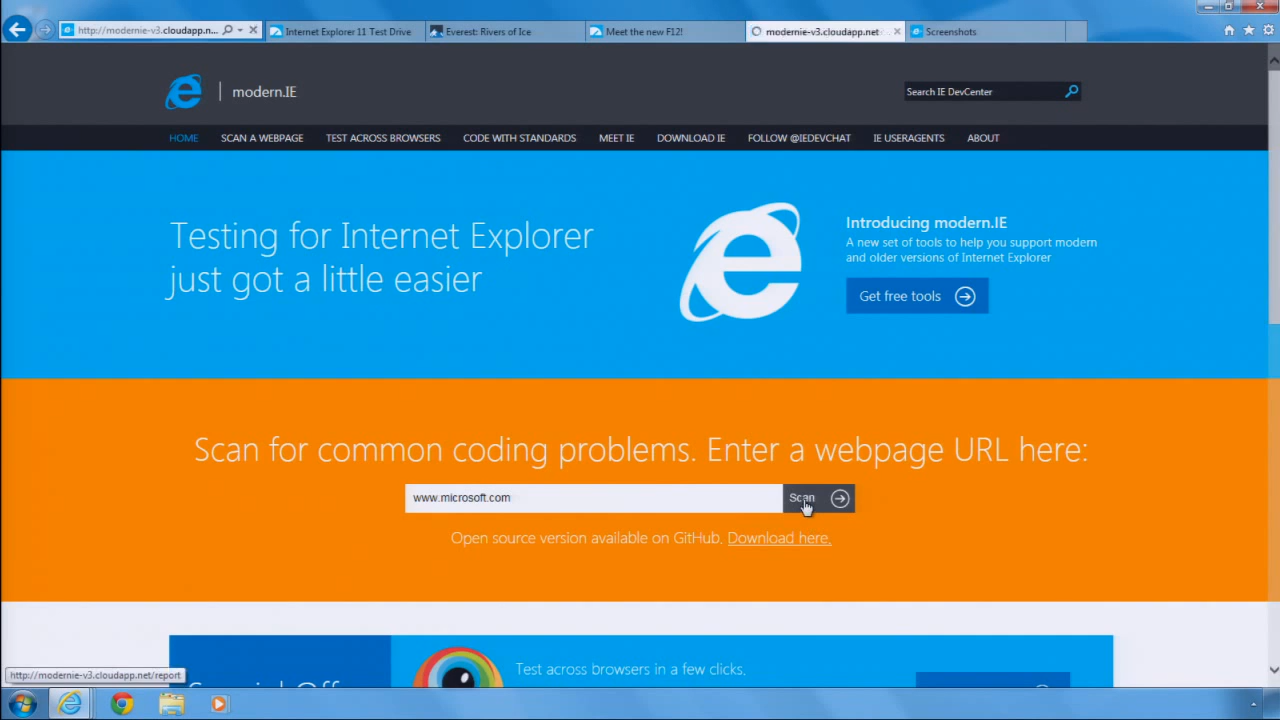 http://modernie-v3.cloudapp.n...
Internet Explorer 11 Test Drive
Everest: Rivers of Ice
Meet the new F12!
modernie-v3.cloudapp.net
Screenshots
modern.IE
Search IE DevCenter
HOME
SCAN A WEBPAGE
TEST ACROSS BROWSERS
CODE WITH STANDARDS
MEET IE
DOWNLOAD IE
FOLLOW @IEDEVCHAT
IE USERAGENTS
ABOUT
Testing for Internet Explorer
just got a little easier
Introducing modern.IE
A new set of tools to help you support modern
and older versions of Internet Explorer
Get free tools
Scan for common coding problems. Enter a webpage URL here:
www.microsoft.com
Scan
Open source version available on GitHub. Download here.
Test across browsers in a few clicks.
http://modernie-v3.cloudapp.net/report